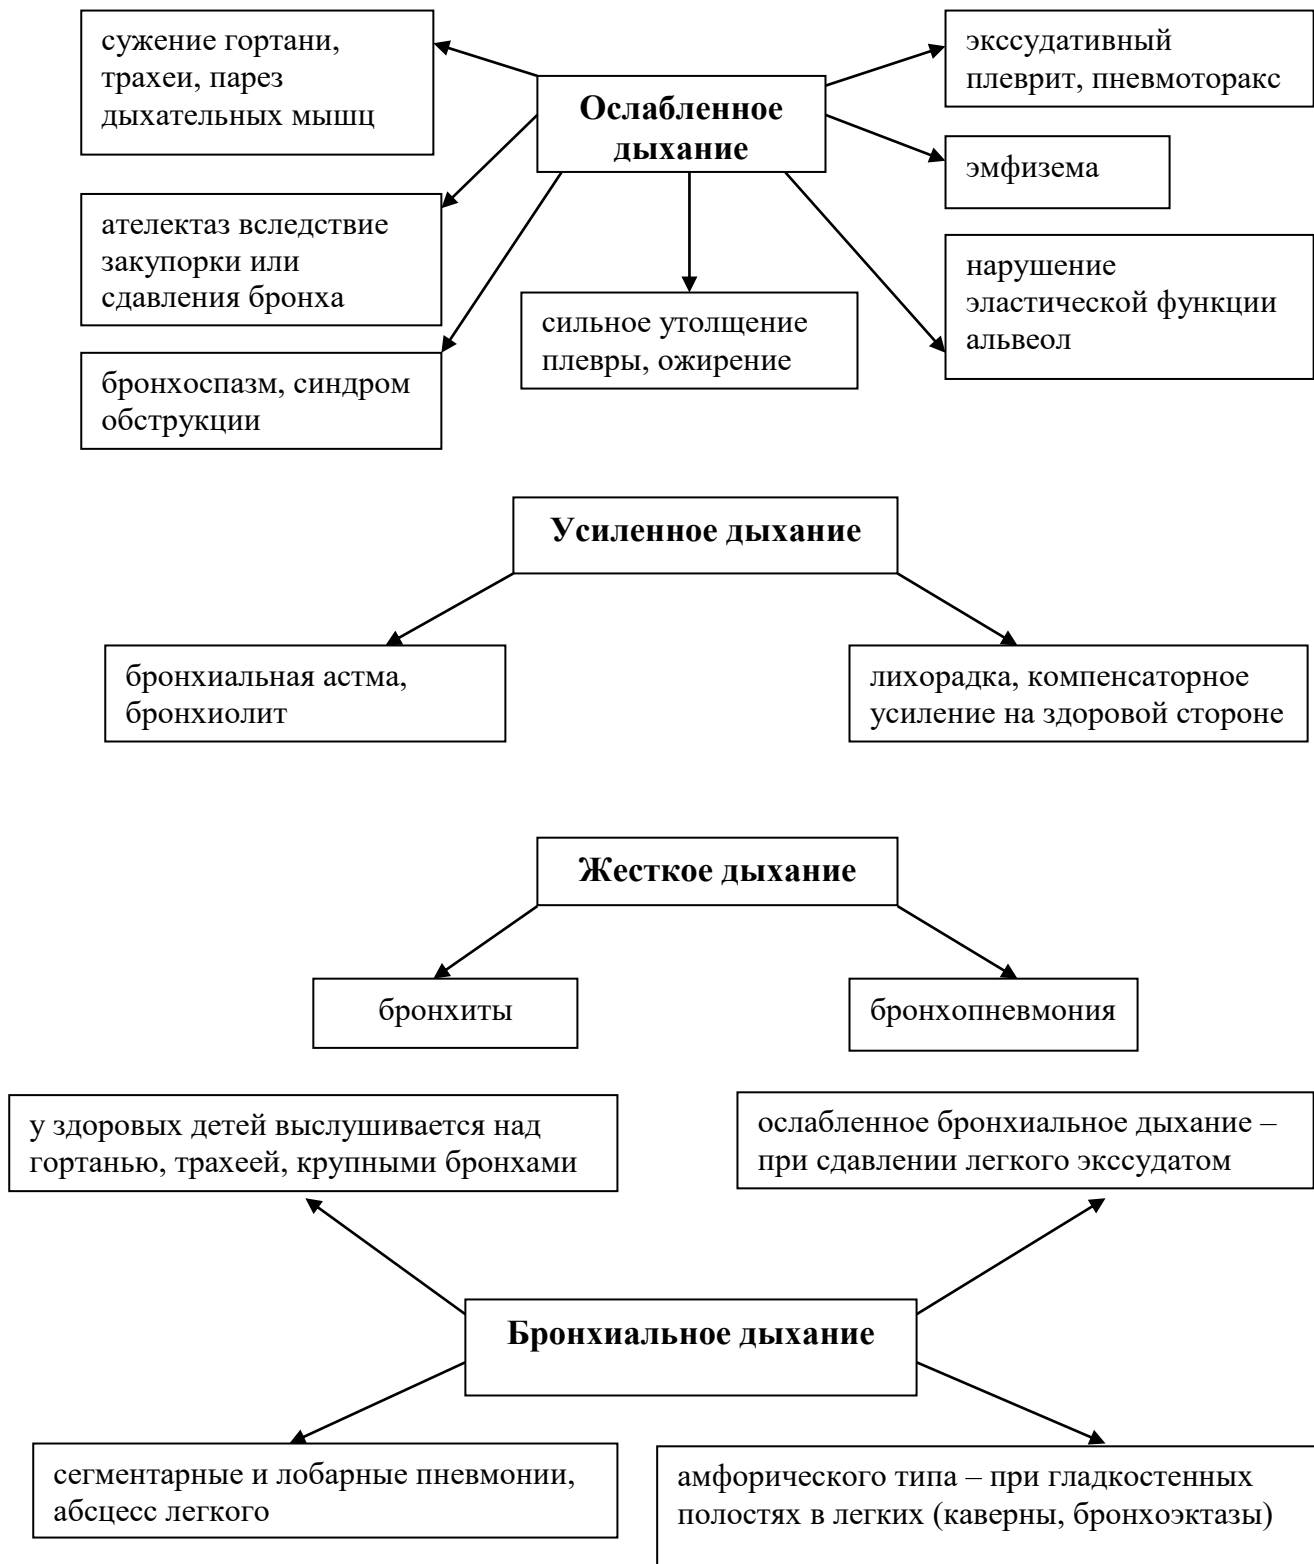 сужение гортани,
трахеи, парез
дыхательных мышц
Ослабленное
дыхание
экссудативный
плеврит, пневмоторакс
эмфизема
ателектаз вследствие
закупорки или
сдавления бронха
нарушение
эластической функции
альвеол
сильное утолщение
плевры, ожирение
бронхоспазм, синдром
обструкции
Усиленное дыхание
бронхиальная астма,
бронхиолит
лихорадка, компенсаторное
усиление на здоровой стороне
Жесткое дыхание
бронхиты
бронхопневмония
у здоровых детей выслушивается над
гортанью, трахеей, крупными бронхами
ослабленное бронхиальное дыхание –
при сдавлении легкого экссудатом
Бронхиальное дыхание
сегментарные и лобарные пневмонии,
абсцесс легкого
амфорического типа – при гладкостенных
полостях в легких (каверны, бронхоэктазы)